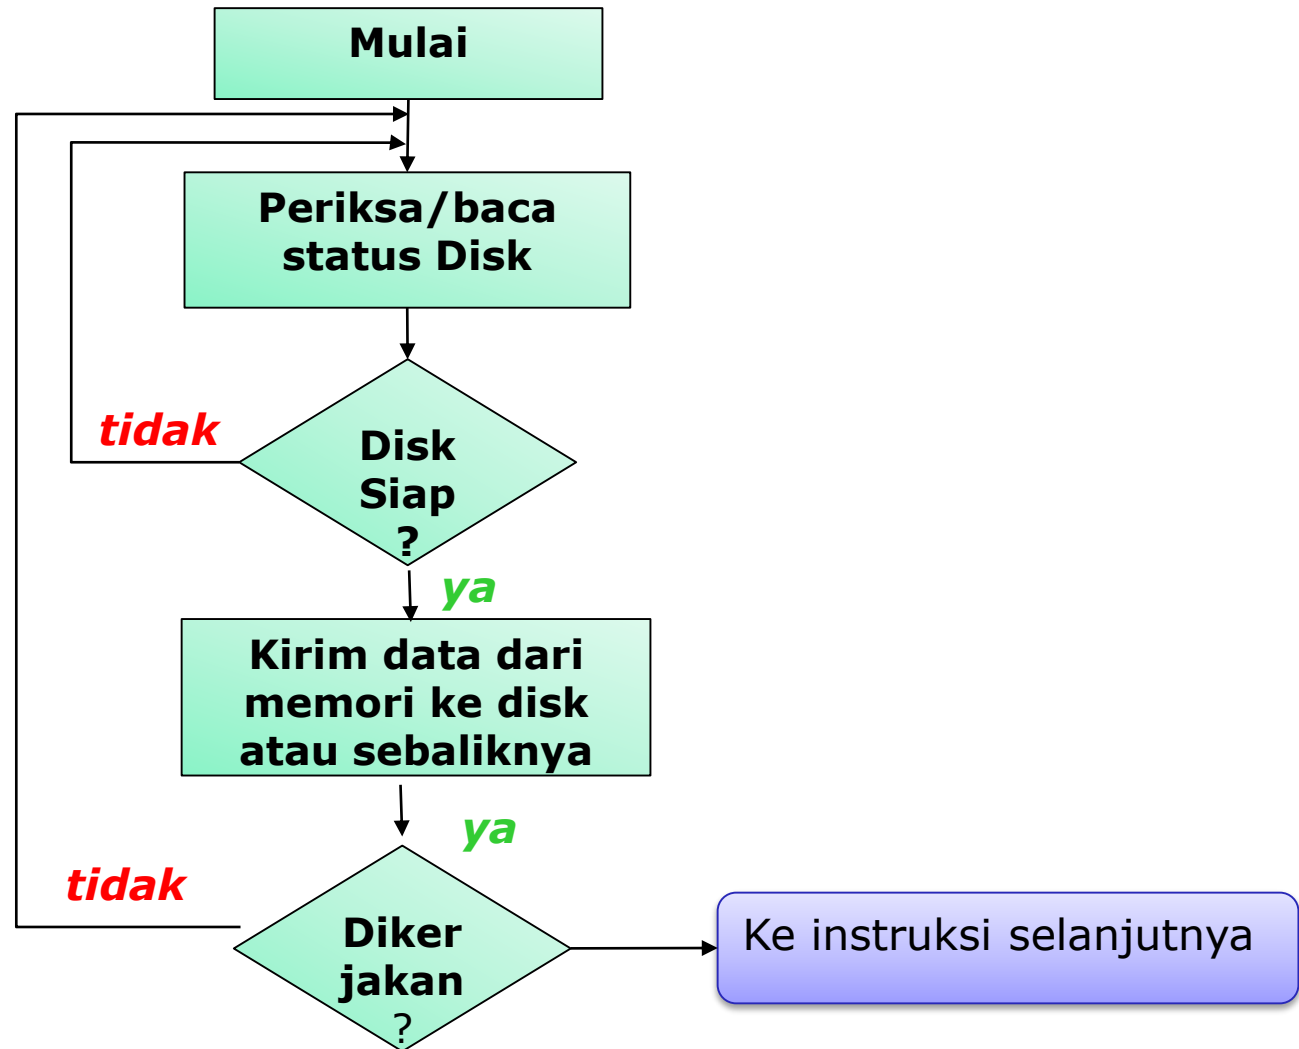 Mulai
Periksa/baca
status Disk
tidak
Disk
Siap
?
ya
Kirim data dari
memori ke disk
atau sebaliknya
ya
tidak
Diker
jakan
?
Ke instruksi selanjutnya